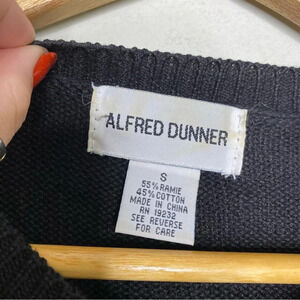 ALFRED DUNNER
S
55% RAMIE
45% COTTON
MADE IN CHINA
RN 19232
SEE REVERSE
FOR CARE